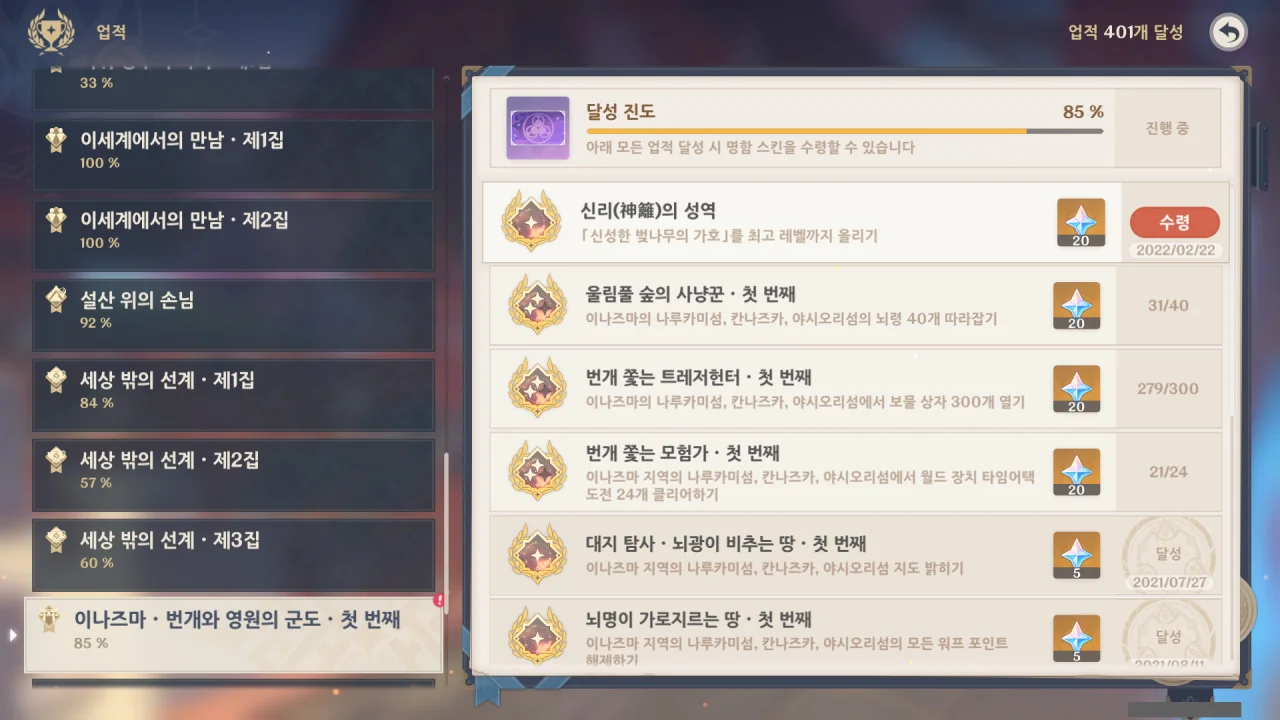 업적
업적 401개 달성
33 %
이세계에서의 만남 · 제1집
100 %
이세계에서의 만남 · 제2집
100 %
설산 위의 손님
92 %
세상 밖의 선계 · 제1집
84 %
세상 밖의 선계 · 제2집
57 %
세상 밖의 선계 · 제3집
60 %
이나즈마 · 번개와 영원의 군도 · 첫 번째
85 %
달성 진도
85 %
아래 모든 업적 달성 시 명함 스킨을 수령할 수 있습니다
진행 중
신리(神籬)의 성역
「신성한 벚나무의 가호」를 최고 레벨까지 올리기
20
수령
2022/02/22
울림풀 숲의 사냥꾼 · 첫 번째
이나즈마의 나루카미섬, 칸나즈카, 야시오리섬의 뇌령 40개 따라잡기
20
31/40
번개 쫓는 트레저헌터 · 첫 번째
이나즈마의 나루카미섬, 칸나즈카, 야시오리섬에서 보물 상자 300개 열기
20
279/300
번개 쫓는 모험가 · 첫 번째
이나즈마 지역의 나루카미섬, 칸나즈카, 야시오리섬에서 월드 장치 타임어택
도전 24개 클리어하기
20
21/24
대지 탐사 · 뇌광이 비추는 땅 · 첫 번째
이나즈마 지역의 나루카미섬, 칸나즈카, 야시오리섬 지도 밝히기
5
달성
2021/07/27
뇌명이 가로지르는 땅 · 첫 번째
이나즈마 지역의 나루카미섬, 칸나즈카, 야시오리섬의 모든 워프 포인트
해제하기
5
달성
2021/08/11